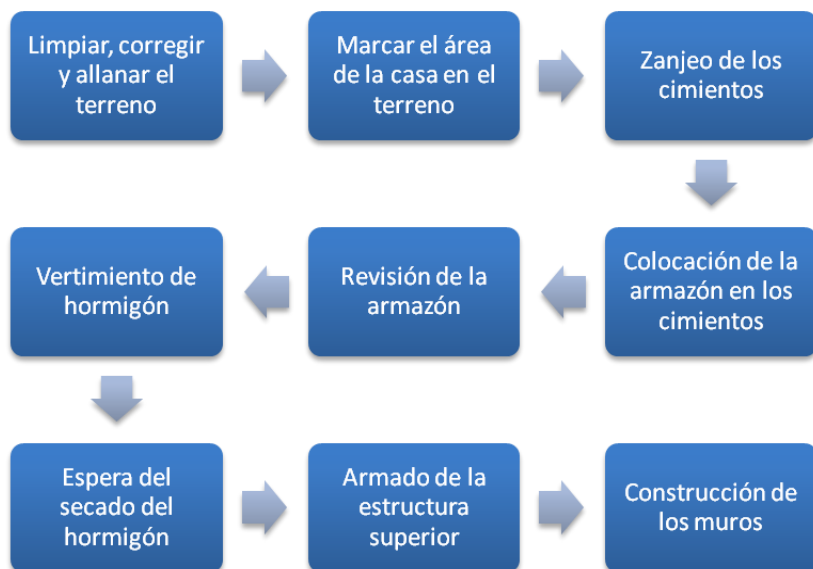 Limpiar, corregir
y allanar el
terreno
Marcar el área
de la casa en el
terreno
Zanjeo de los
cimientos
Colocación de la
armazón en los
cimientos
Revisión de la
armazón
Vertimiento de
hormigón
Espera del
secado del
hormigón
Armado de la
estructura
superior
Construcción de
los muros